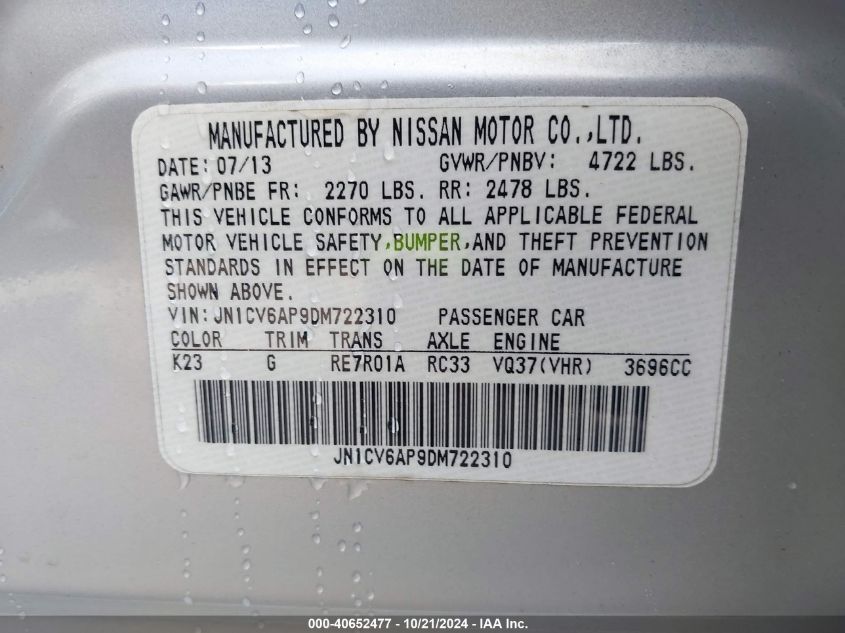 MANUFACTURED BY NISSAN MOTOR CO.,LTD.
DATE: 07/13 GVWR/PNBV: 4722 LBS.
GAWR/PNBE FR: 2270 LBS. RR: 2478 LBS.
THIS VEHICLE CONFORMS TO ALL APPLICABLE FEDERAL
MOTOR VEHICLE SAFETY,BUMPER,AND THEFT PREVENTION
STANDARDS IN EFFECT ON THE DATE OF MANUFACTURE
SHOWN ABOVE.
VIN:JN1CV6AP9DM722310 PASSENGER CAR
COLOR TRIM TRANS AXLE ENGINE
K23 G RE7R01A RC33 VQ37(VHR) 3696CC
JN1CV6AP9DM722310
000-40652477 - 10/21/2024 - IAA Inc.